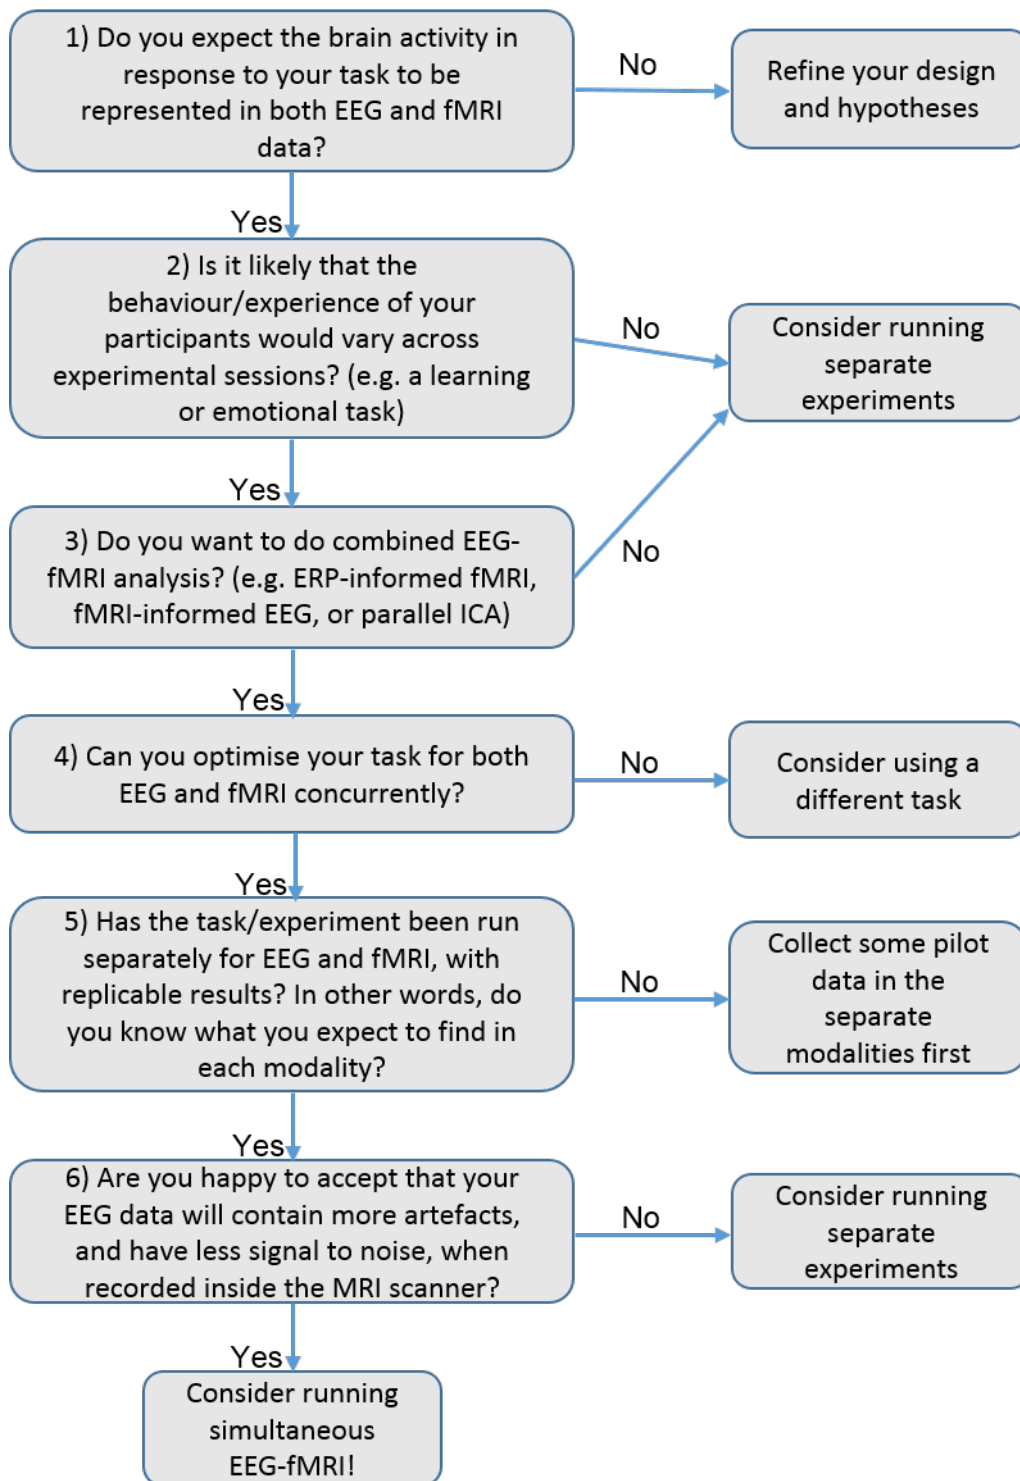 1) Do you expect the brain activity in
response to your task to be
represented in both EEG and fMRI
data?
No
Refine your design
and hypotheses
Yes
2) Is it likely that the
behaviour/experience of your
participants would vary across
experimental sessions? (e.g. a learning
or emotional task)
No
Consider running
separate
experiments
Yes
3) Do you want to do combined EEG-
fMRI analysis? (e.g. ERP-informed fMRI,
fMRI-informed EEG, or parallel ICA)
No
Yes
4) Can you optimise your task for both
EEG and fMRI concurrently?
No
Consider using a
different task
Yes
5) Has the task/experiment been run
separately for EEG and fMRI, with
replicable results? In other words, do
you know what you expect to find in
each modality?
No
Collect some pilot
data in the
separate
modalities first
Yes
6) Are you happy to accept that your
EEG data will contain more artefacts,
and have less signal to noise, when
recorded inside the MRI scanner?
No
Consider running
separate
experiments
Yes
Consider running
simultaneous
EEG-fMRI!